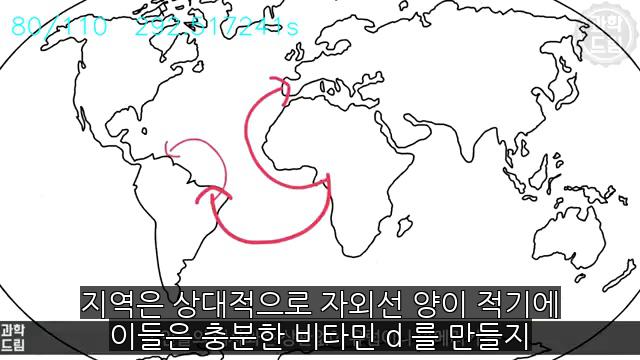 80/110 292.517241s
과학
드림
지역은 상대적으로 자외선 양이 적기에
이들은 충분한 비타민 d 를 만들지
과학
드림